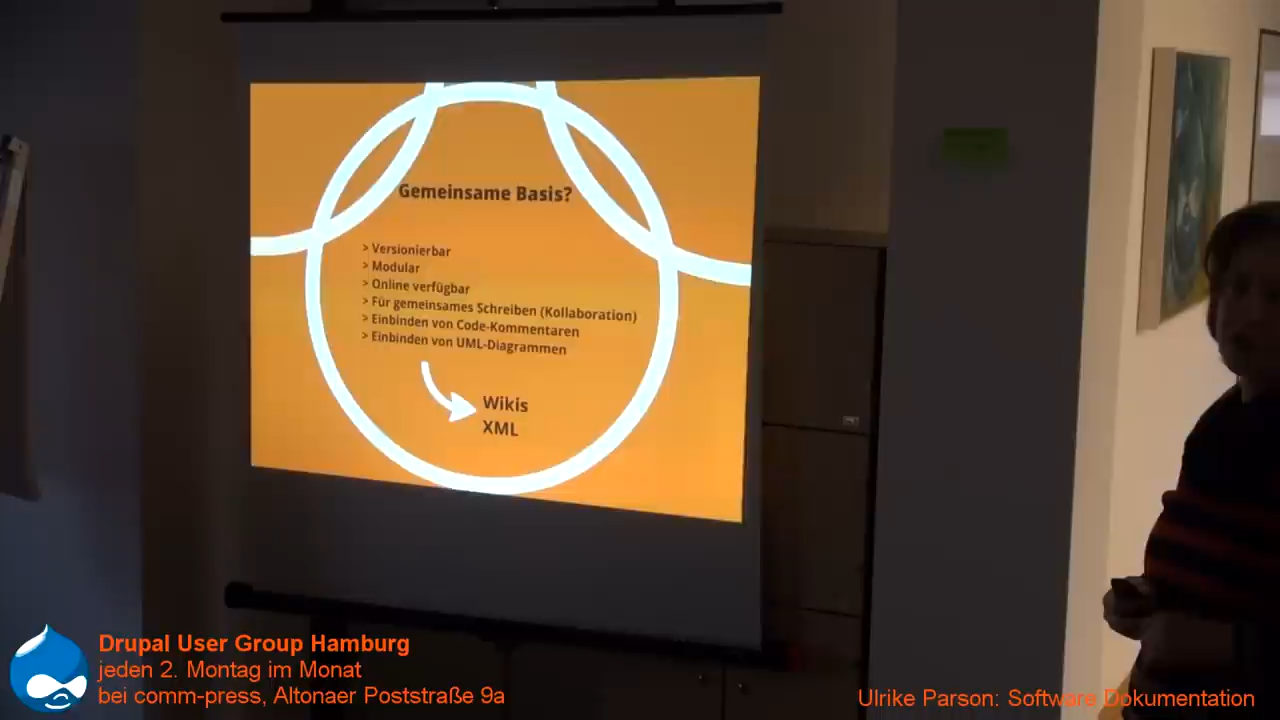 Gemeinsame Basis?
> Versionierbar
> Modular
> Online verfügbar
> Für gemeinsames Schreiben (Kollaboration)
> Einbinden von Code-Kommentaren
> Einbinden von UML-Diagrammen
Wikis
XML
Drupal User Group Hamburg
jeden 2. Montag im Monat
bei comm-press, Altonaer Poststraße 9a
Ulrike Parson: Software Dokumentation